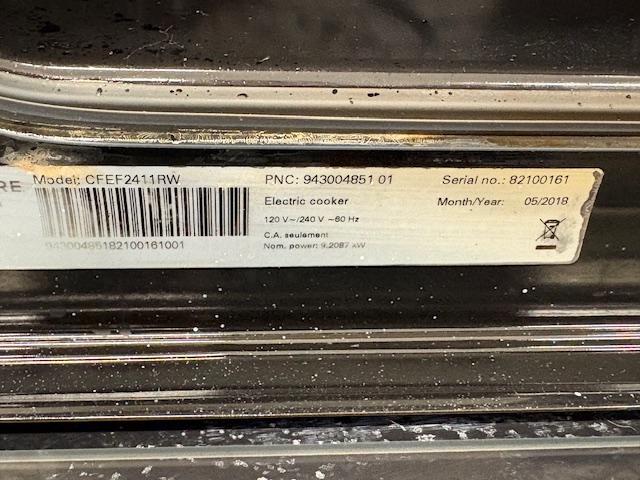 RE Model: CFEF2411RW PNC: 943004851 01 Serial no.: 82100161
Electric cooker Month/Year: 05/2018
120 V~/240 V ~60 Hz
C.A. seulement
94300485182100161001 Nom. power: 9.2087 kW